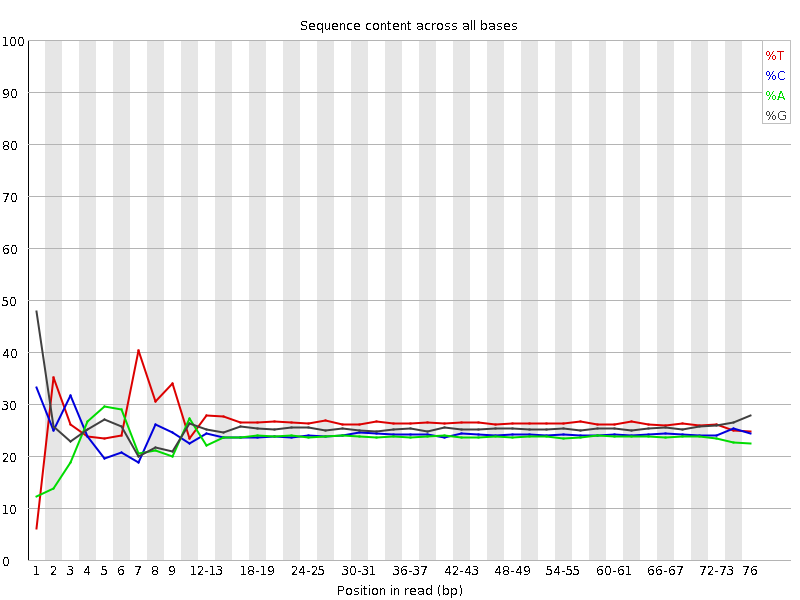 Sequence content across all bases
100
90
80
70
60
50
40
30
20
10
0
%T
%C
%A
%G
1 2 3 4 5 6 7 8 9 12-13 18-19 24-25 30-31 36-37 42-43 48-49 54-55 60-61 66-67 72-73 76
Position in read (bp)